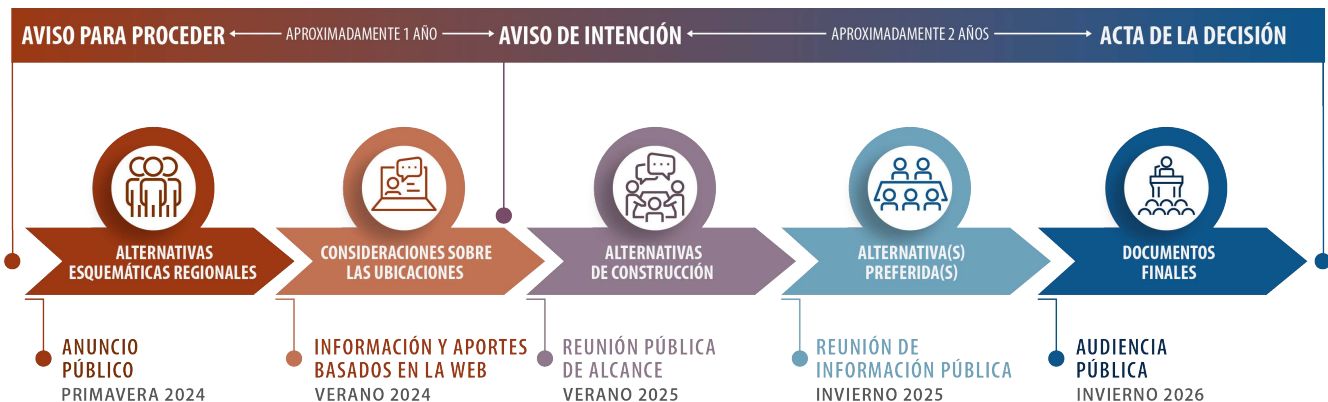 AVISO PARA PROCEDER
APROXIMADAMENTE 1 AÑO
AVISO DE INTENCIÓN
APROXIMADAMENTE 2 AÑOS
ACTA DE LA DECISIÓN
ALTERNATIVAS
ESQUEMÁTICAS REGIONALES
CONSIDERACIONES SOBRE
LAS UBICACIONES
ALTERNATIVAS
DE CONSTRUCCIÓN
ALTERNATIVA(S)
PREFERIDA(S)
DOCUMENTOS
FINALES
ANUNCIO
PÚBLICO
PRIMAVERA 2024
INFORMACIÓN Y APORTES
BASADOS EN LA WEB
VERANO 2024
REUNIÓN PÚBLICA
DE ALCANCE
VERANO 2025
REUNIÓN DE
INFORMACIÓN PÚBLICA
INVIERNO 2025
AUDIENCIA
PÚBLICA
INVIERNO 2026